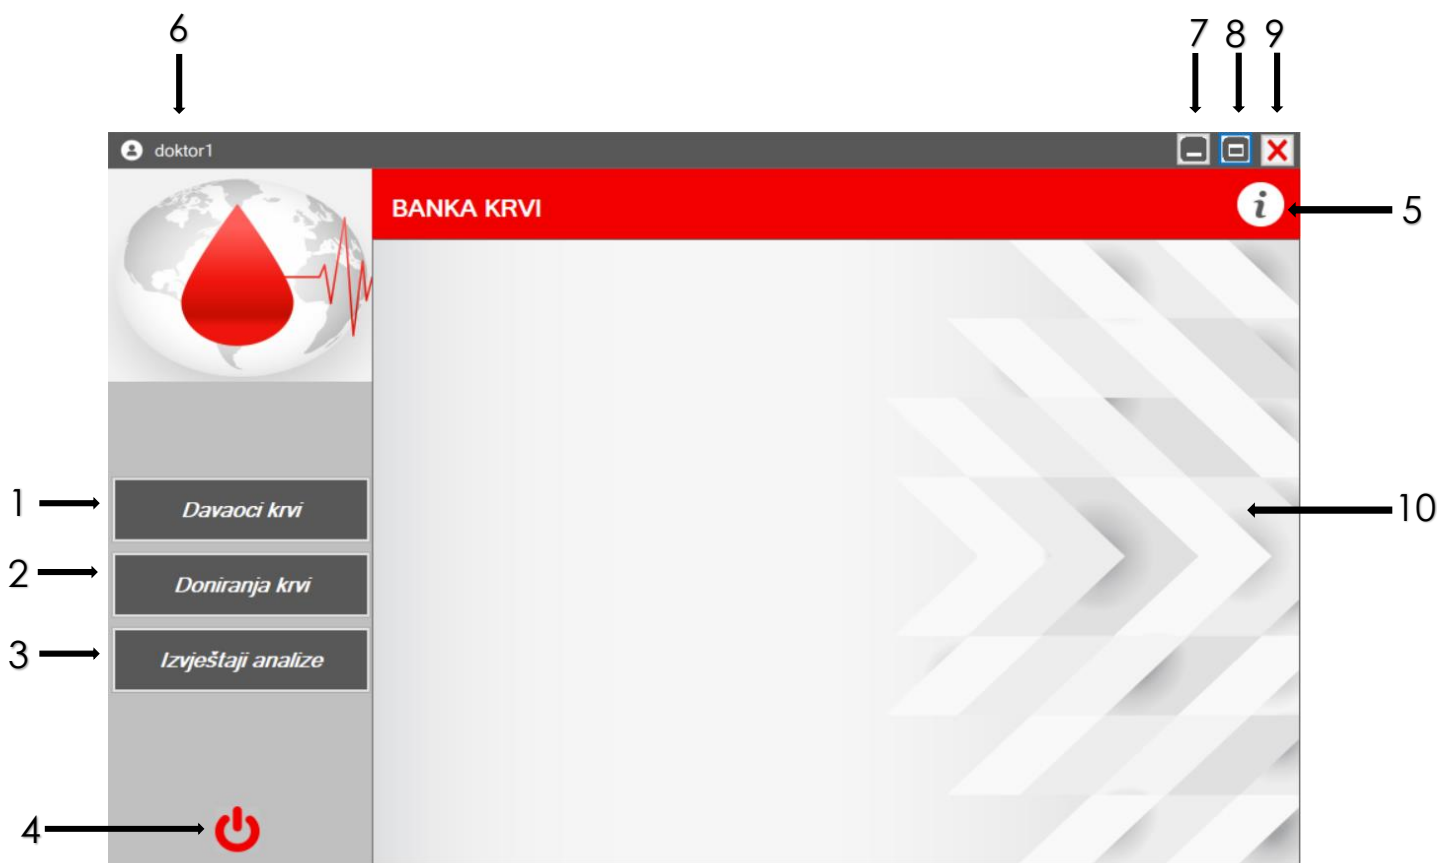 6
7 8 9
doktor1
BANKA KRVI
i
5
1
Davaoci krvi
10
2
Doniranja krvi
3
Izvještaji analize
4